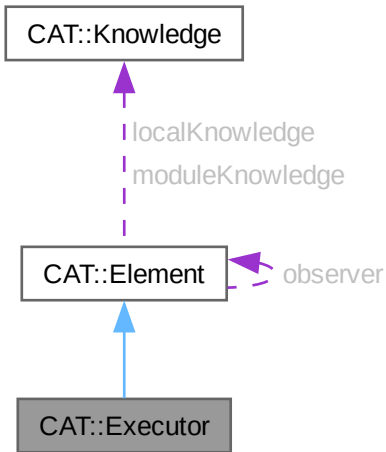 CAT::Knowledge
localKnowledge
moduleKnowledge
CAT::Element
observer
CAT::Executor